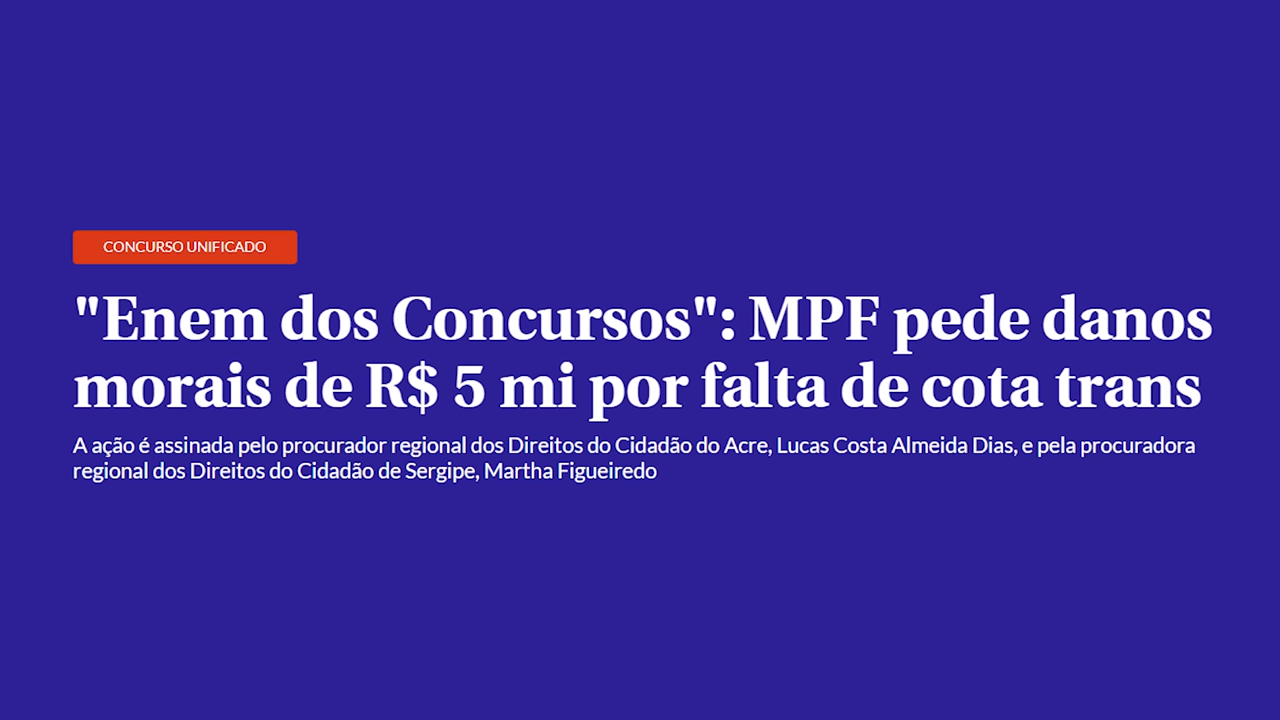 CONCURSO UNIFICADO
"Enem dos Concursos": MPF pede danos
morais de R$ 5 mi por falta de cota trans
A ação é assinada pelo procurador regional dos Direitos do Cidadão do Acre, Lucas Costa Almeida Dias, e pela procuradora
regional dos Direitos do Cidadão de Sergipe, Martha Figueiredo